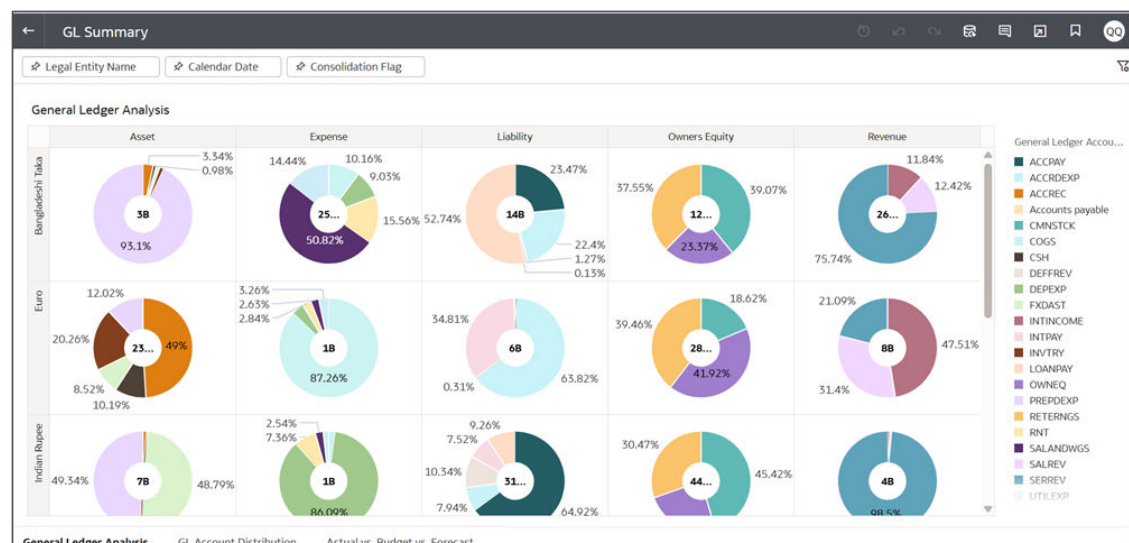 GL Summary
QQ
Legal Entity Name
Calendar Date
Consolidation Flag
General Ledger Analysis
Asset
Expense
Liability
Owners Equity
Revenue
General Ledger Accou...
Bangladeshi Taka
3.34%
0.98%
93.1%
3B
14.44%
10.16%
9.03%
15.56%
50.82%
25...
23.47%
52.74%
22.4%
1.27%
0.13%
14B
37.55%
39.07%
23.37%
12...
11.84%
12.42%
75.74%
26...
Euro
12.02%
20.26%
49%
8.52%
10.19%
23...
3.26%
2.63%
2.84%
87.26%
1B
34.81%
0.31%
63.82%
6B
18.62%
39.46%
41.92%
28...
21.09%
47.51%
31.4%
8B
Indian Rupee
49.34%
48.79%
7B
2.54%
7.36%
86.09%
1B
9.26%
7.52%
10.34%
7.94%
64.92%
31...
30.47%
45.42%
44...
98.5%
4B
ACCPAY
ACCRDEXP
ACCREC
Accounts payable
CMNSTCK
COGS
CSH
DEFFREV
DEPEXP
FXDAST
INTINCOME
INTPAY
INVTRY
LOANPAY
OWNEQ
PREPDEXP
RETERNGS
RNT
SALANDWGS
SALREV
SERREV
UTILEXP
General Ledger Analysis
GL Account Distribution
Actual vs. Budget vs. Forecast